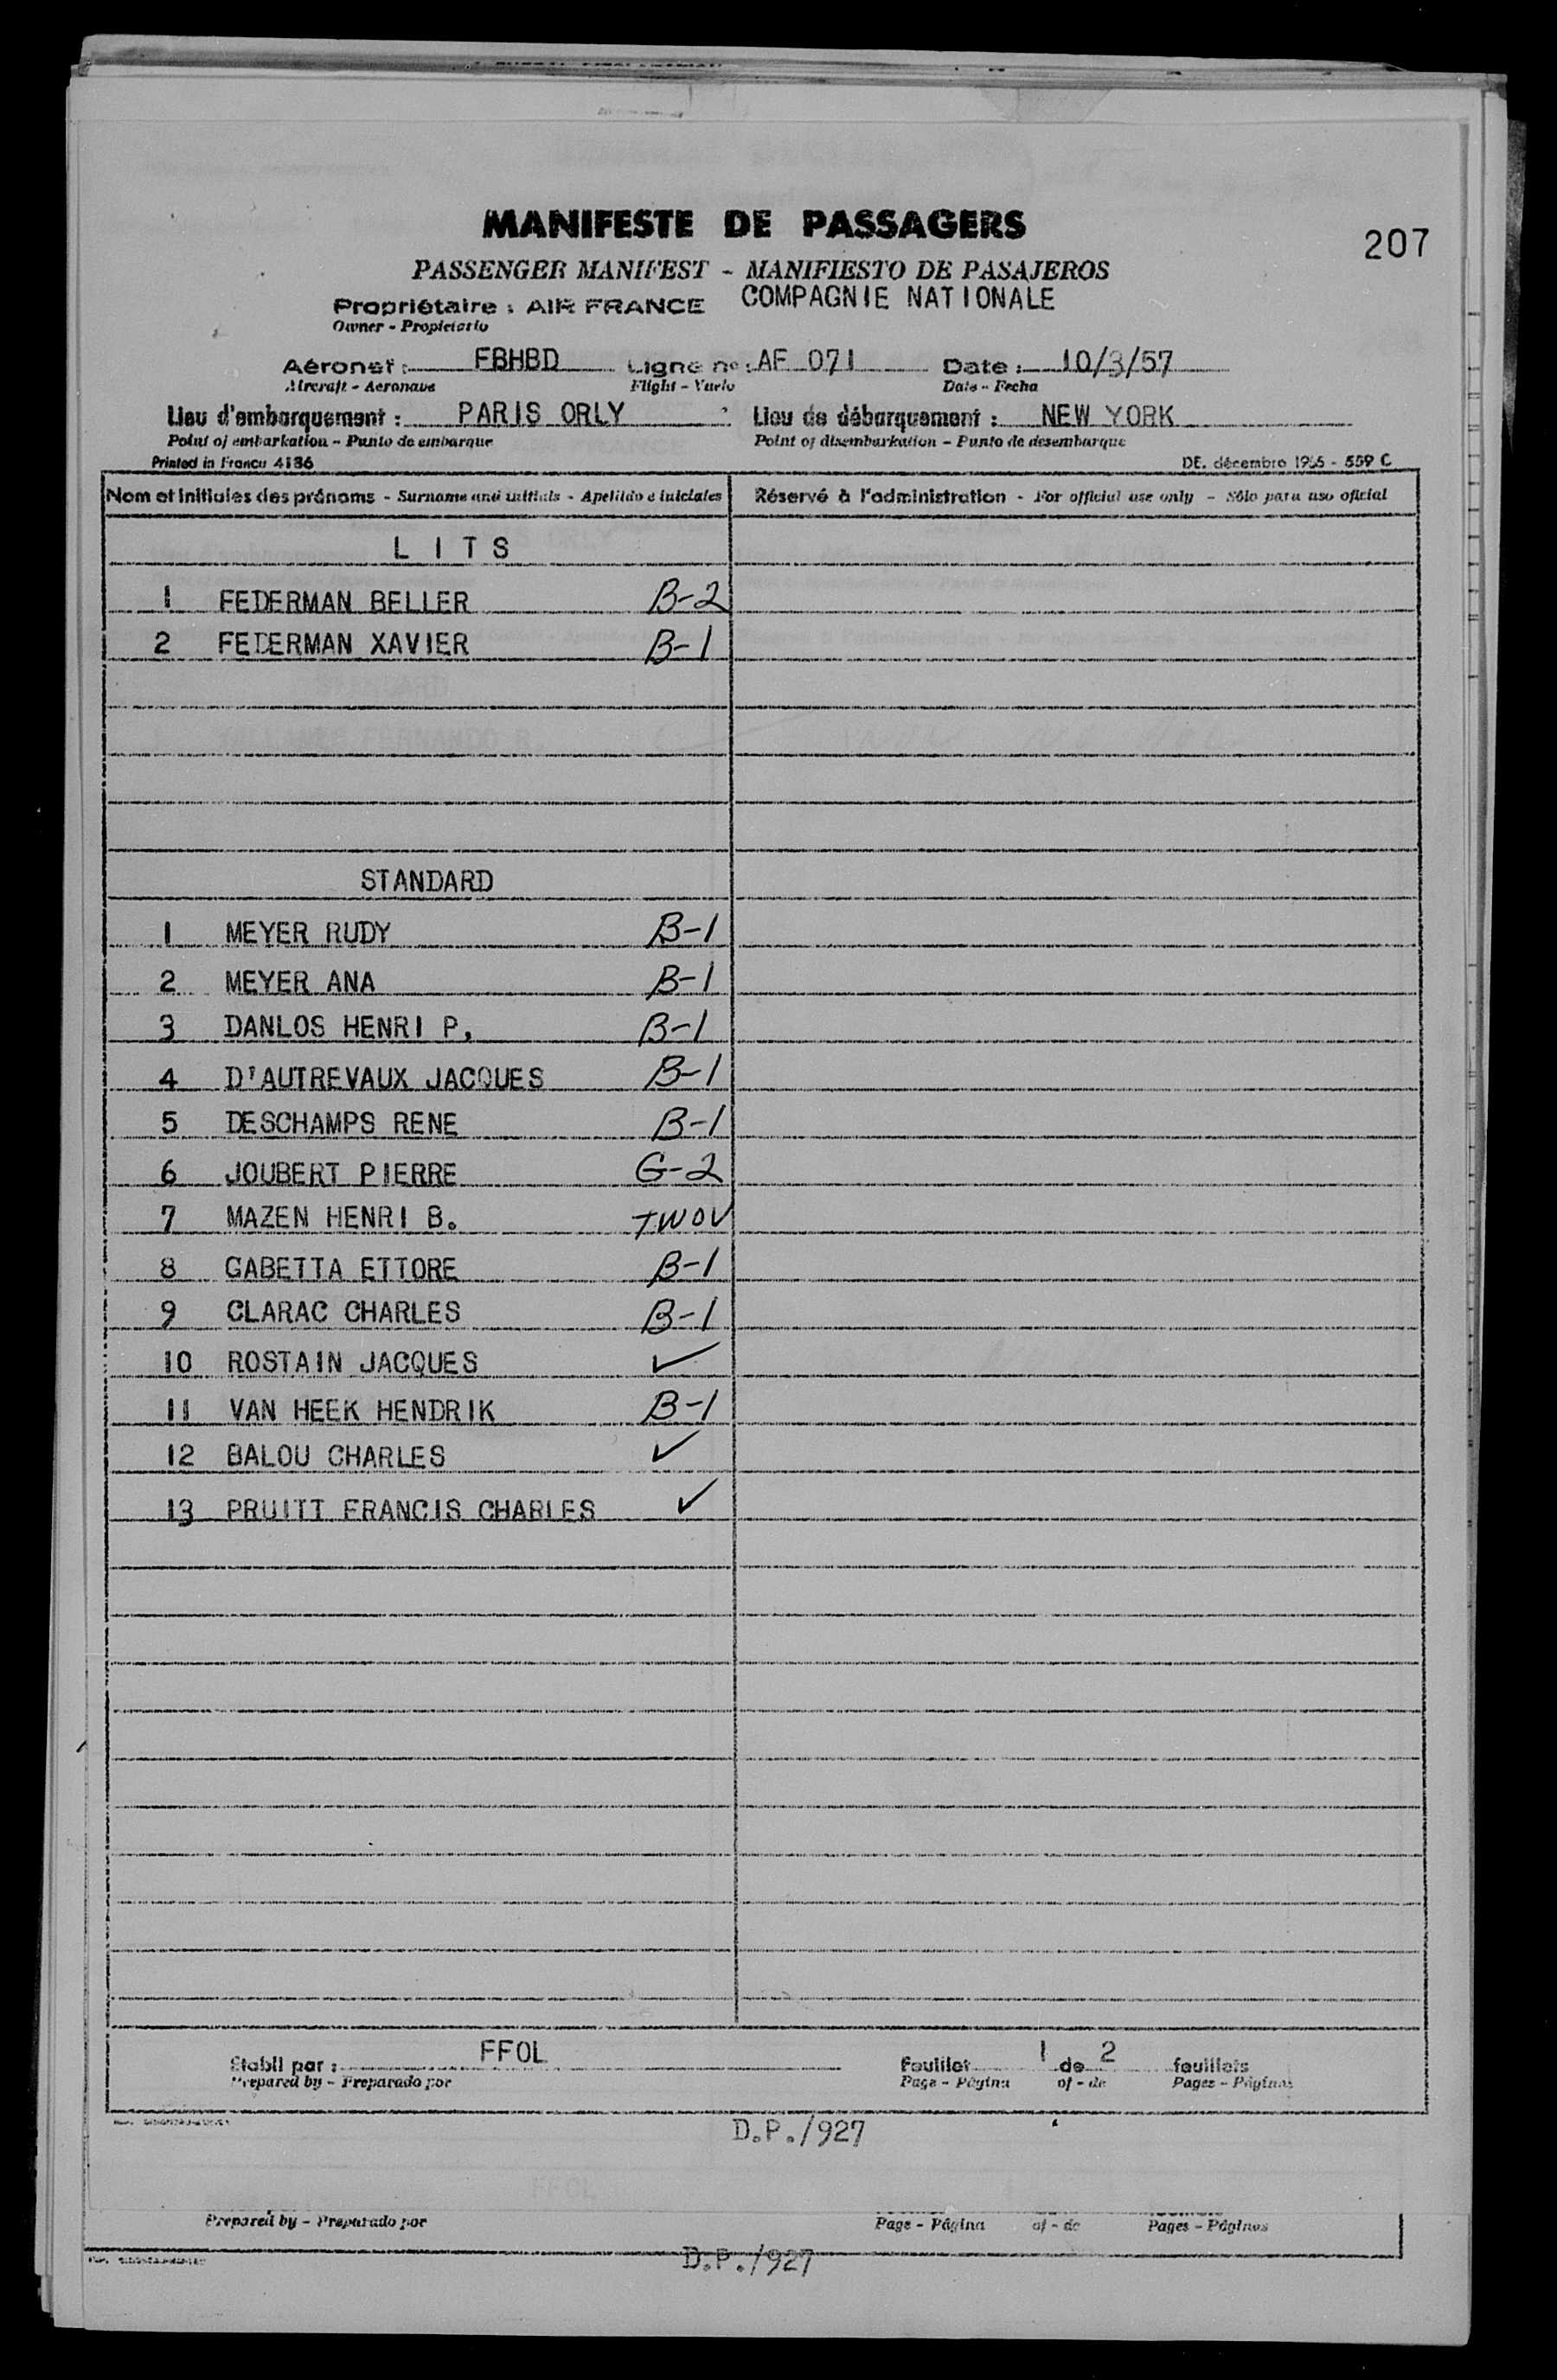 MANIFESTE DE PASSAGERS
207
PASSENGER MANIFEST - MANIFIESTO DE PASAJEROS
Propriétaire : AIR FRANCE COMPAGNIE NATIONALE
Owner - Propietario
Aéronef : FBHBD Ligne n° : AF 071 Date : 10/3/57
Aircraft - Aeronave Flight - Vuelo Date - Fecha
Lieu d'embarquement : PARIS ORLY Lieu de débarquement : NEW YORK
Point of embarkation - Punto de embarque Point of disembarkation - Punto de desembarque
Printed in France 4136 DE. décembre 1955 - 559 C
Nom et initiales des prénoms - Surname and initials - Apellido e iniciales Réservé à l'administration - For official use only - Sólo para uso oficial
L I T S
1 FEDERMAN BELLER B-2
2 FEDERMAN XAVIER B-1
STANDARD
1 MEYER RUDY B-1
2 MEYER ANA B-1
3 DANLOS HENRI P. B-1
4 D'AUTREVAUX JACQUES B-1
5 DESCHAMPS RENE B-1
6 JOUBERT PIERRE G-2
7 MAZEN HENRI B. TWOV
8 GABETTA ETTORE B-1
9 CLARAC CHARLES B-1
10 ROSTAIN JACQUES ✓
11 VAN HEEK HENDRIK B-1
12 BALOU CHARLES ✓
13 PRUITT FRANCIS CHARLES ✓
Etabli par : FFOL Feuillet 1 de 2 feuillets
Prepared by - Preparado por Page - Página of - de Pages - Páginas
D.P./927
Prepared by - Preparado por Page - Página of - de Pages - Páginas
D.P./927